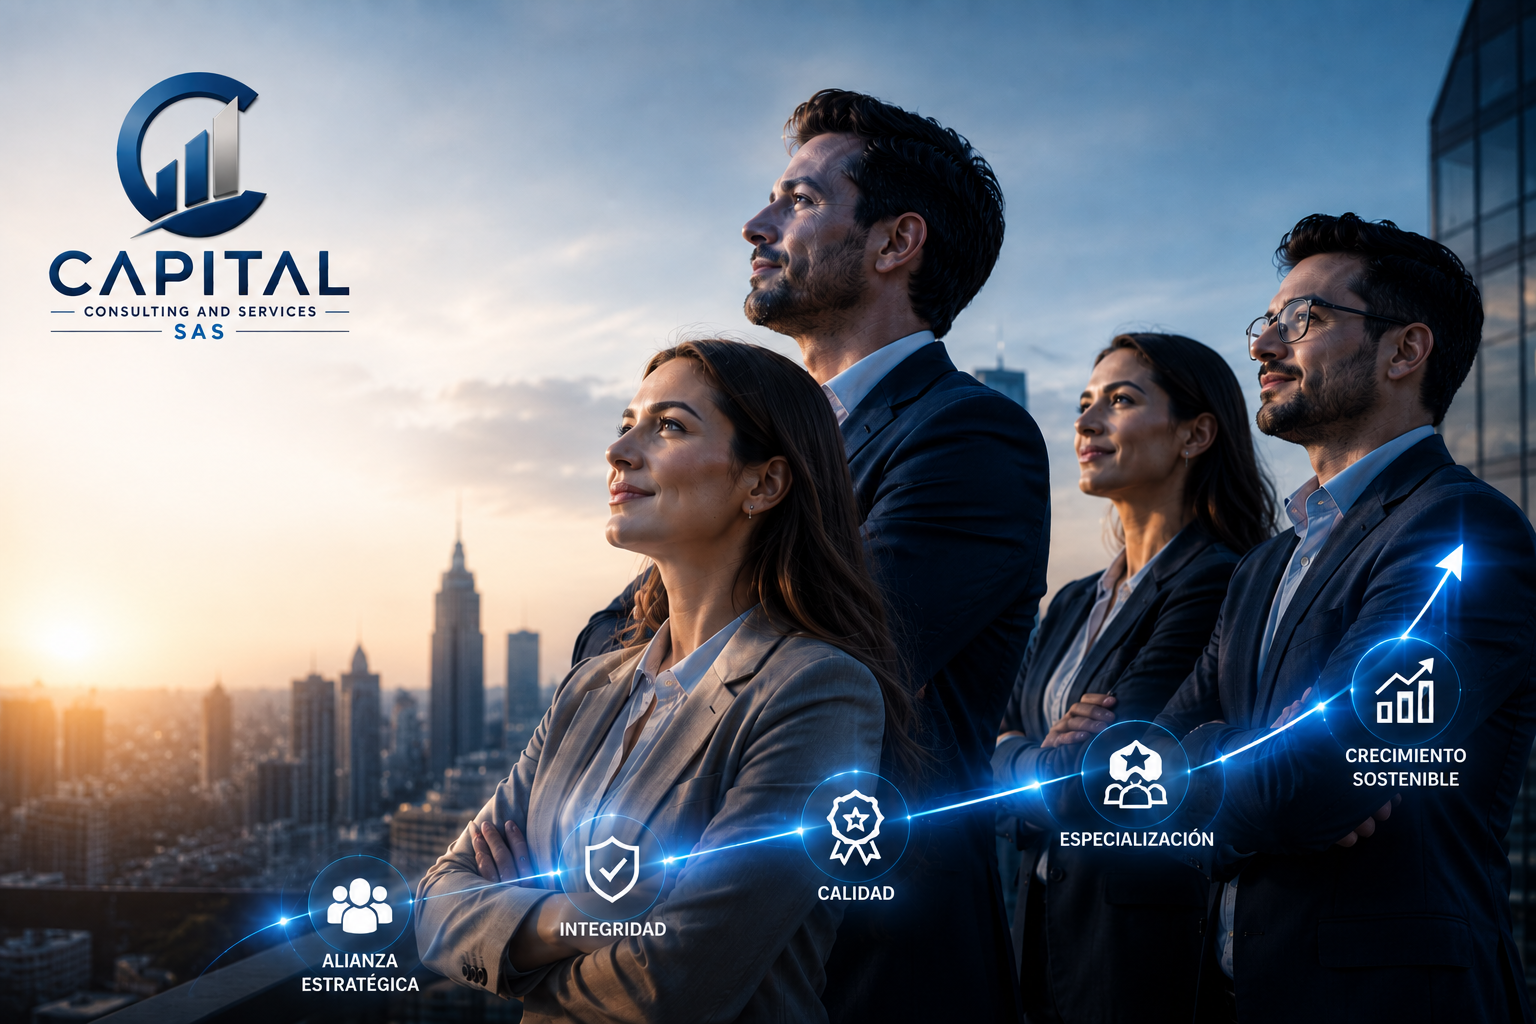 CAPITAL
CONSULTING AND SERVICES
SAS
ALIANZA
ESTRATÉGICA
INTEGRIDAD
CALIDAD
ESPECIALIZACIÓN
CRECIMIENTO
SOSTENIBLE